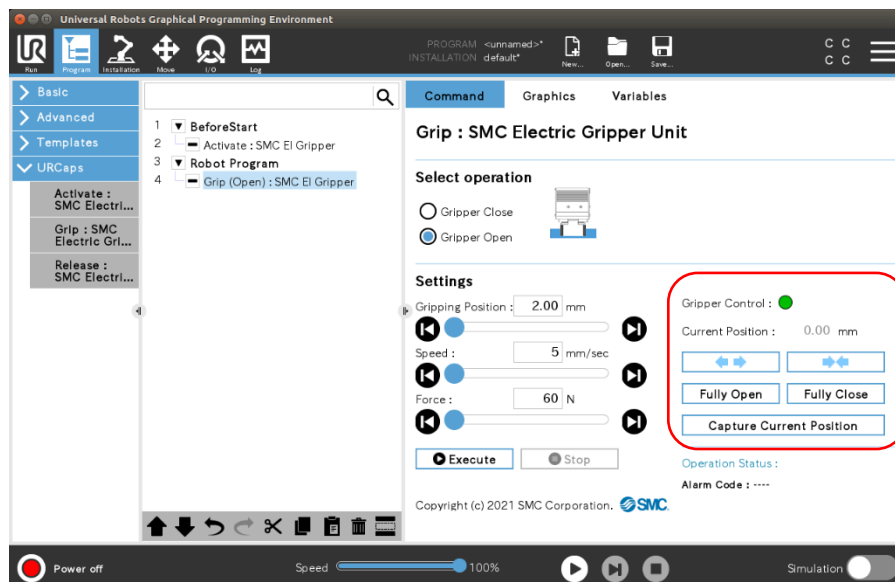 Universal Robots Graphical Programming Environment
UR
Run
Program
Installation
Move
I/O
Log
PROGRAM <unnamed>*
INSTALLATION default*
New...
Open...
Save...
C C
C C
Basic
Advanced
Templates
URCaps
Activate :
SMC Electri...
Grip : SMC
Electric Gri...
Release :
SMC Electri...
1 BeforeStart
2 Activate : SMC El Gripper
3 Robot Program
4 Grip (Open) : SMC El Gripper
Command Graphics Variables
Grip : SMC Electric Gripper Unit
Select operation
Gripper Close
Gripper Open
Settings
Gripping Position : 2.00 mm
Speed : 5 mm/sec
Force : 60 N
Execute Stop
Copyright (c) 2021 SMC Corporation. SMC
Gripper Control :
Current Position : 0.00 mm
Fully Open Fully Close
Capture Current Position
Operation Status :
Alarm Code : ----
Power off
Speed 100%
Simulation